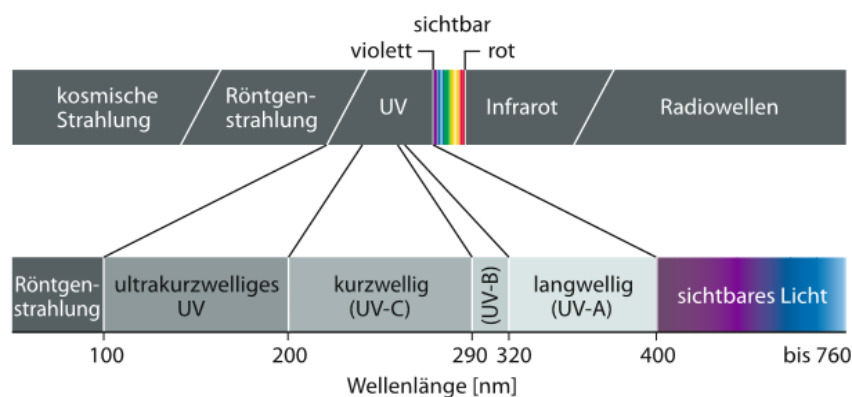 sichtbar
violett rot
kosmische
Strahlung
Röntgen-
strahlung
UV
Infrarot
Radiowellen
Röntgen-
strahlung
ultrakurzwelliges
UV
kurzwellig
(UV-C)
(UV-B)
langwellig
(UV-A)
sichtbares Licht
100 200 290 320 400 bis 760
Wellenlänge [nm]